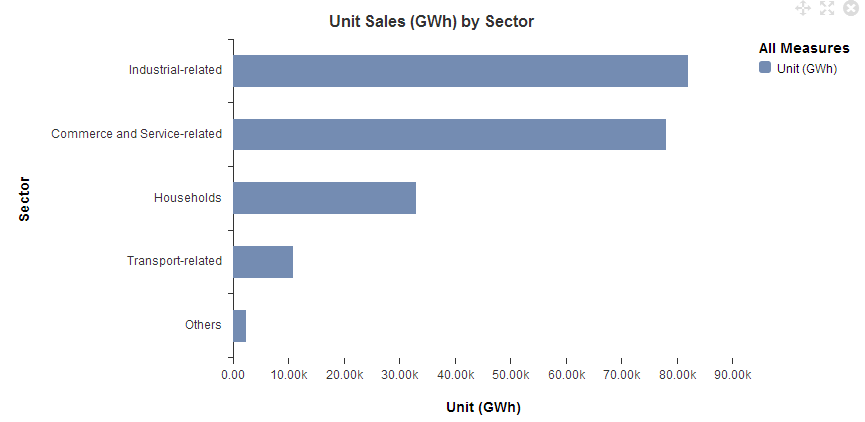 Unit Sales (GWh) by Sector
All Measures
Unit (GWh)
Industrial-related
Commerce and Service-related
Households
Transport-related
Others
Sector
0.00 10.00k 20.00k 30.00k 40.00k 50.00k 60.00k 70.00k 80.00k 90.00k
Unit (GWh)